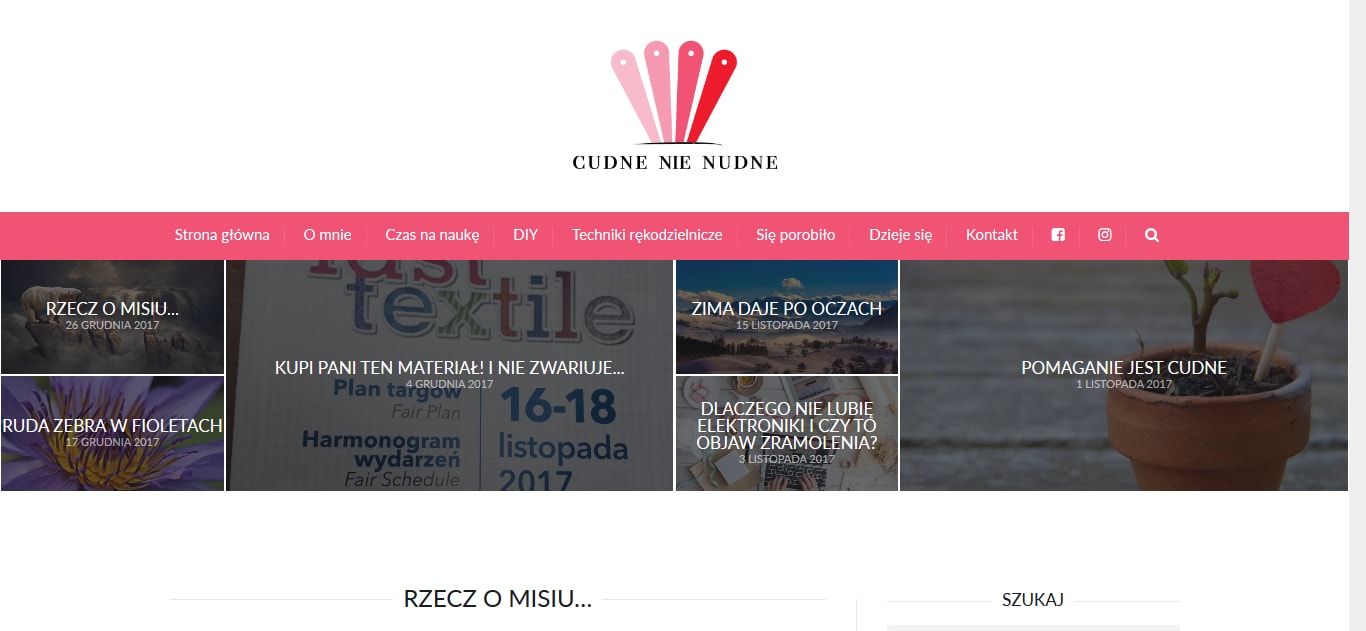 CUDNE NIE NUDNE
Strona główna O mnie Czas na naukę DIY Techniki rękodzielnicze Się porobiło Dzieje się Kontakt
RZECZ O MISIU...
26 GRUDNIA 2017
RUDA ZEBRA W FIOLETACH
17 GRUDNIA 2017
fast
textile
KUPI PANI TEN MATERIAŁ! I NIE ZWARIUJE...
4 GRUDNIA 2017
Plan targów
Fair Plan
Harmonogram
wydarzeń
Fair Schedule
16-18
listopada
2017
ZIMA DAJE PO OCZACH
15 LISTOPADA 2017
DLACZEGO NIE LUBIĘ
ELEKTRONIKI I CZY TO
OBJAW ZRAMOLENIA?
3 LISTOPADA 2017
POMAGANIE JEST CUDNE
1 LISTOPADA 2017
RZECZ O MISIU...
SZUKAJ